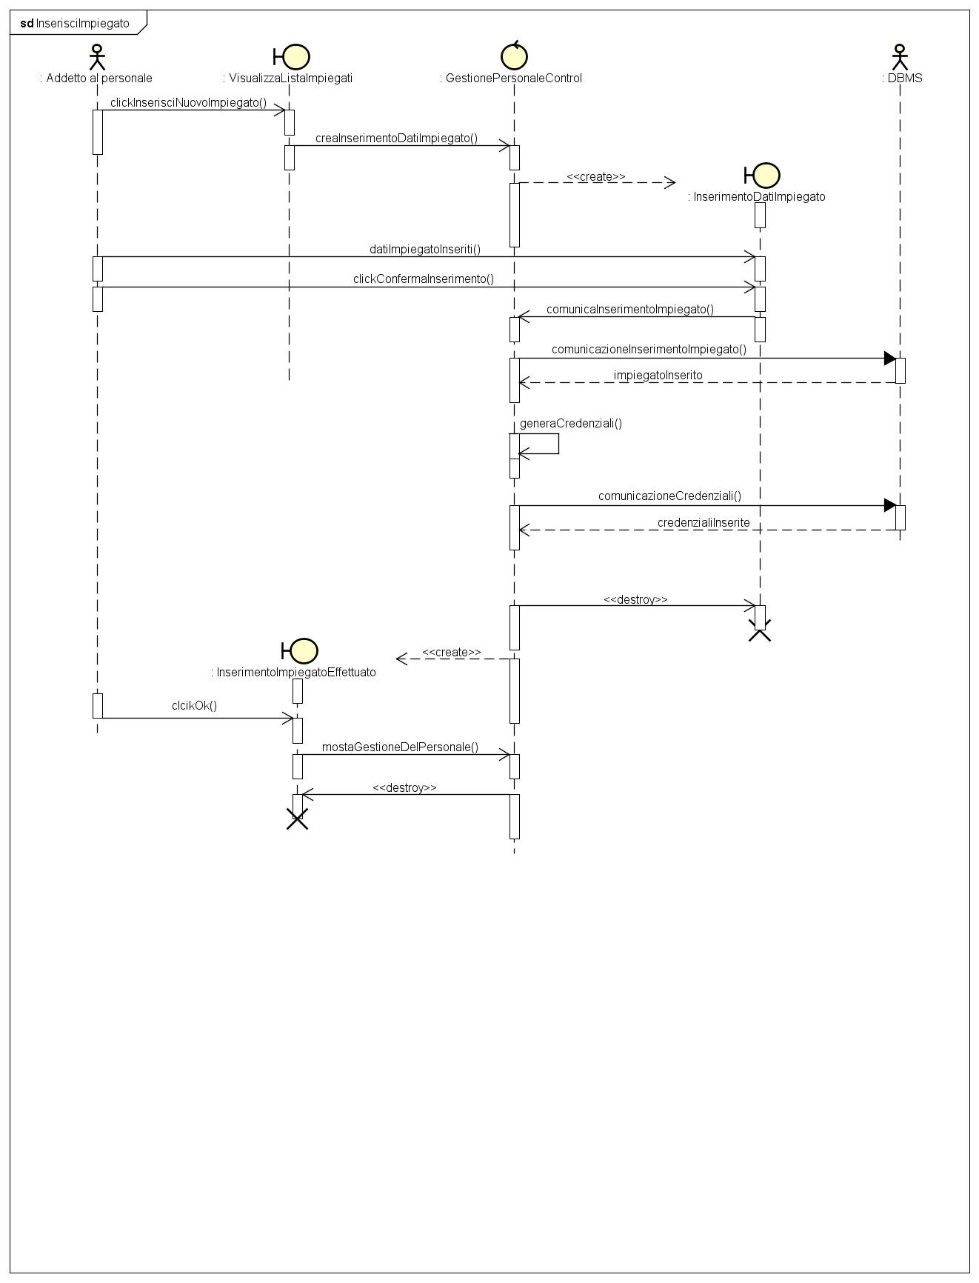 sd InserisciImpiegato
: Addetto al personale
: VisualizzaListaImpiegati
: GestionePersonaleControl
: DBMS
clickInserisciNuovoImpiegato()
creaInserimentoDatiImpiegato()
<<create>>
: InserimentoDatiImpiegato
datiImpiegatoInseriti()
clickConfermaInserimento()
comunicaInserimentoImpiegato()
comunicazioneInserimentoImpiegato()
impiegatoInserito
generaCredenziali()
comunicazioneCredenziali()
credenzialiInserite
<<destroy>>
<<create>>
: InserimentoImpiegatoEffettuato
clcikOk()
mostaGestioneDelPersonale()
<<destroy>>